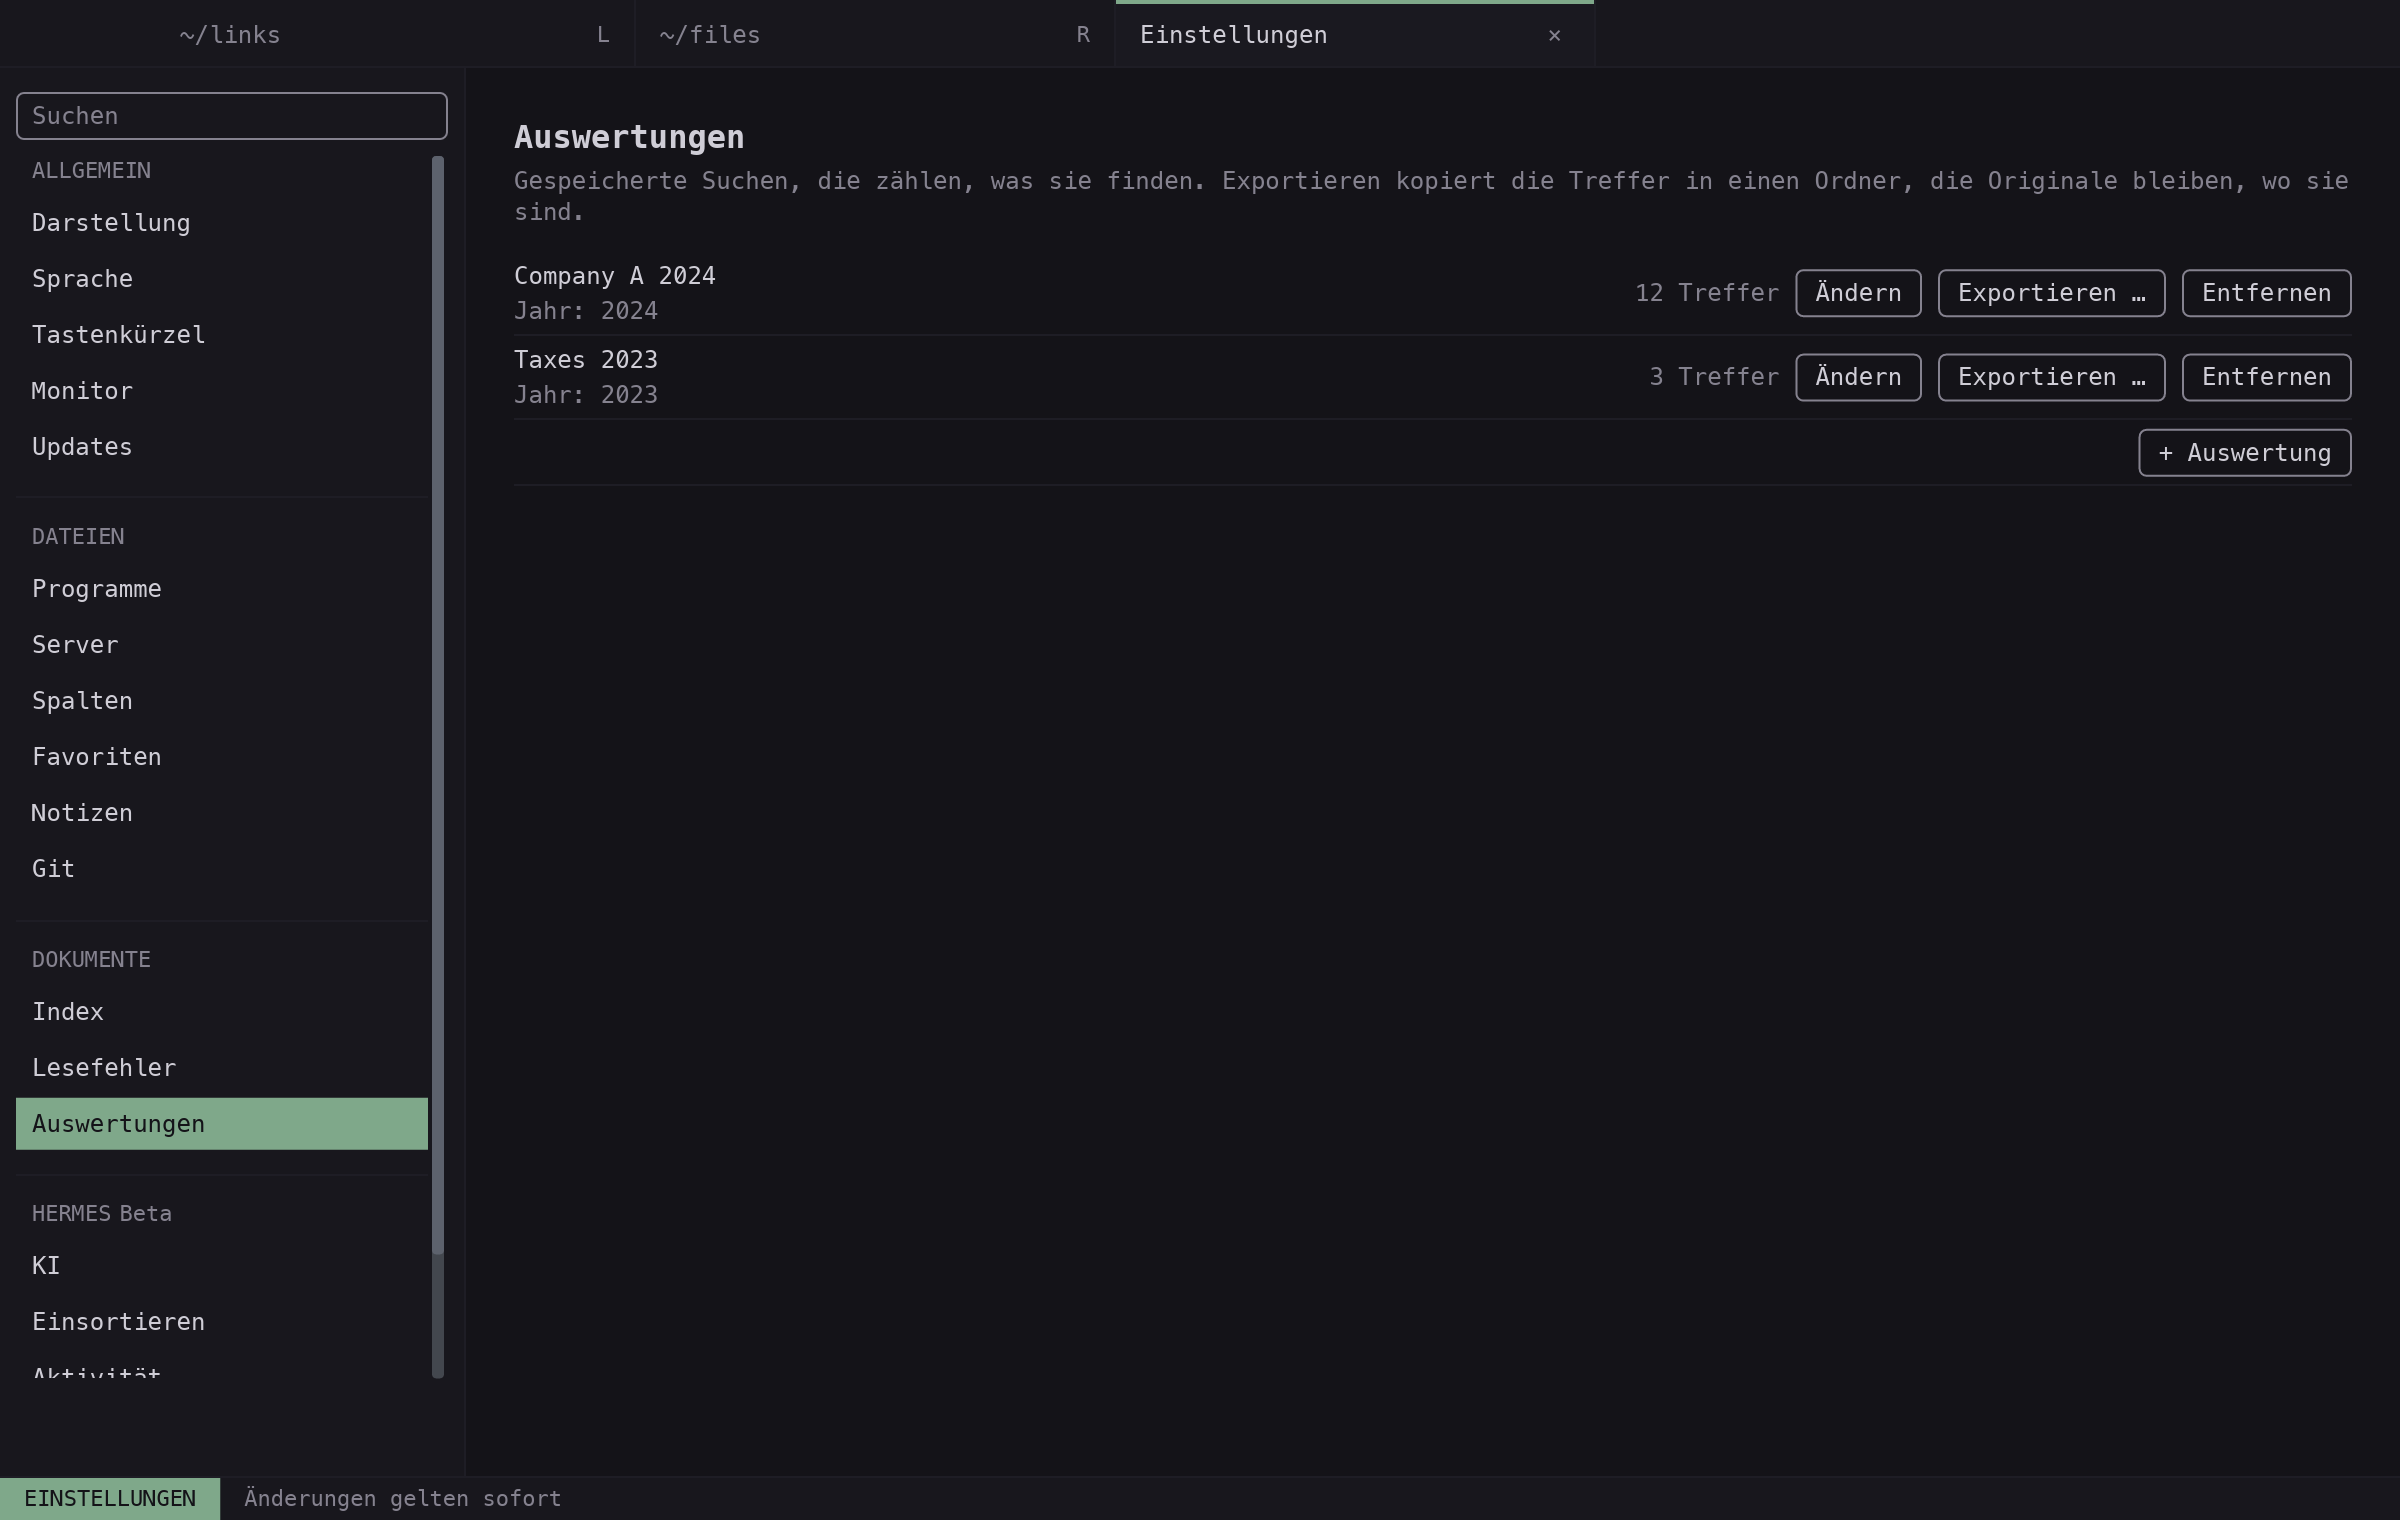 ~/links L ~/files R Einstellungen ×
Suchen
ALLGEMEIN
Darstellung
Sprache
Tastenkürzel
Monitor
Updates
DATEIEN
Programme
Server
Spalten
Favoriten
Notizen
Git
DOKUMENTE
Index
Lesefehler
Auswertungen
HERMES Beta
KI
Einsortieren
Aktivität
Auswertungen
Gespeicherte Suchen, die zählen, was sie finden. Exportieren kopiert die Treffer in einen Ordner, die Originale bleiben, wo sie
sind.
Company A 2024
Jahr: 2024
12 Treffer Ändern Exportieren … Entfernen
Taxes 2023
Jahr: 2023
3 Treffer Ändern Exportieren … Entfernen
+ Auswertung
EINSTELLUNGEN Änderungen gelten sofort